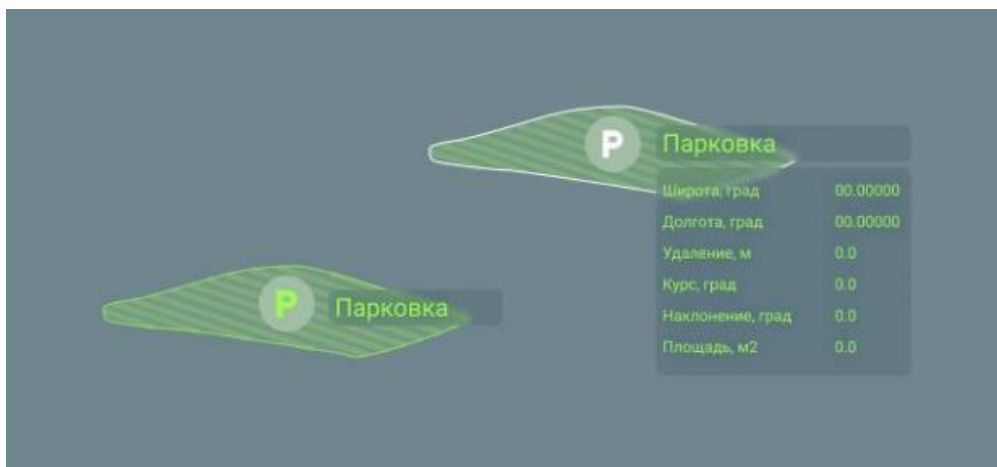 P Парковка
Широта, град 00.00000
Долгота, град 00.00000
Удаление, м 0.0
Курс, град 0.0
Наклонение, град 0.0
Площадь, м2 0.0
P Парковка